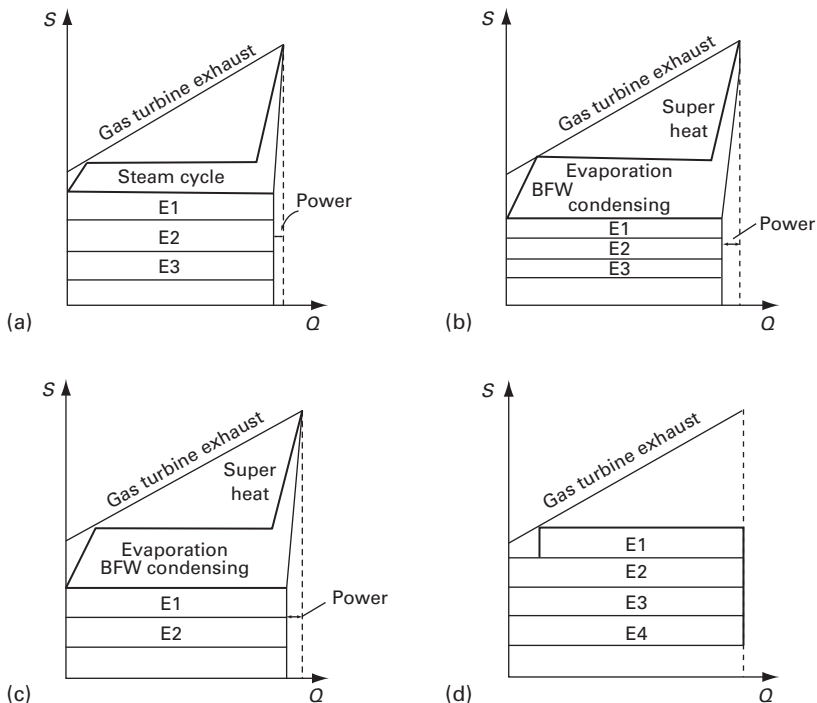 S
Gas turbine exhaust
Steam cycle
Power
E1
E2
E3
(a)
Q
S
Gas turbine exhaust
Super
heat
Evaporation
BFW
condensing
E1
Power
E2
E3
(b)
Q
S
Gas turbine exhaust
Super
heat
Evaporation
BFW condensing
E1
Power
E2
(c)
Q
S
Gas turbine exhaust
E1
E2
E3
E4
(d)
Q